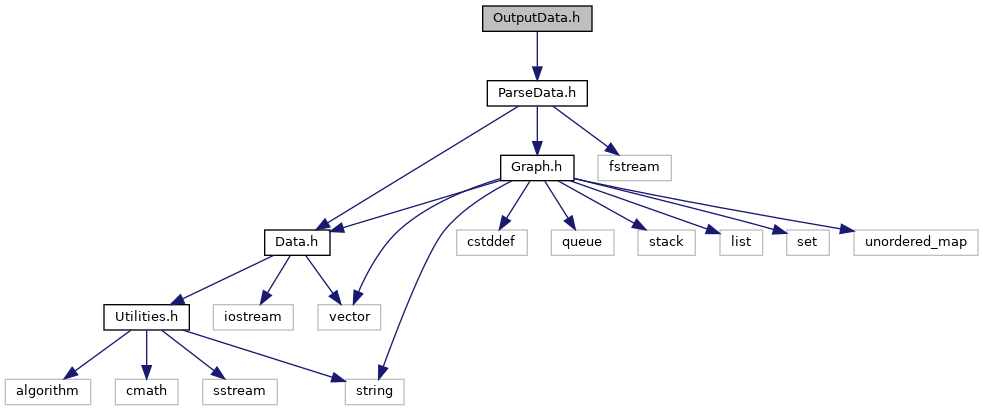 OutputData.h
ParseData.h
Graph.h
fstream
Data.h
cstddef
queue
stack
list
set
unordered_map
Utilities.h
iostream
vector
algorithm
cmath
sstream
string